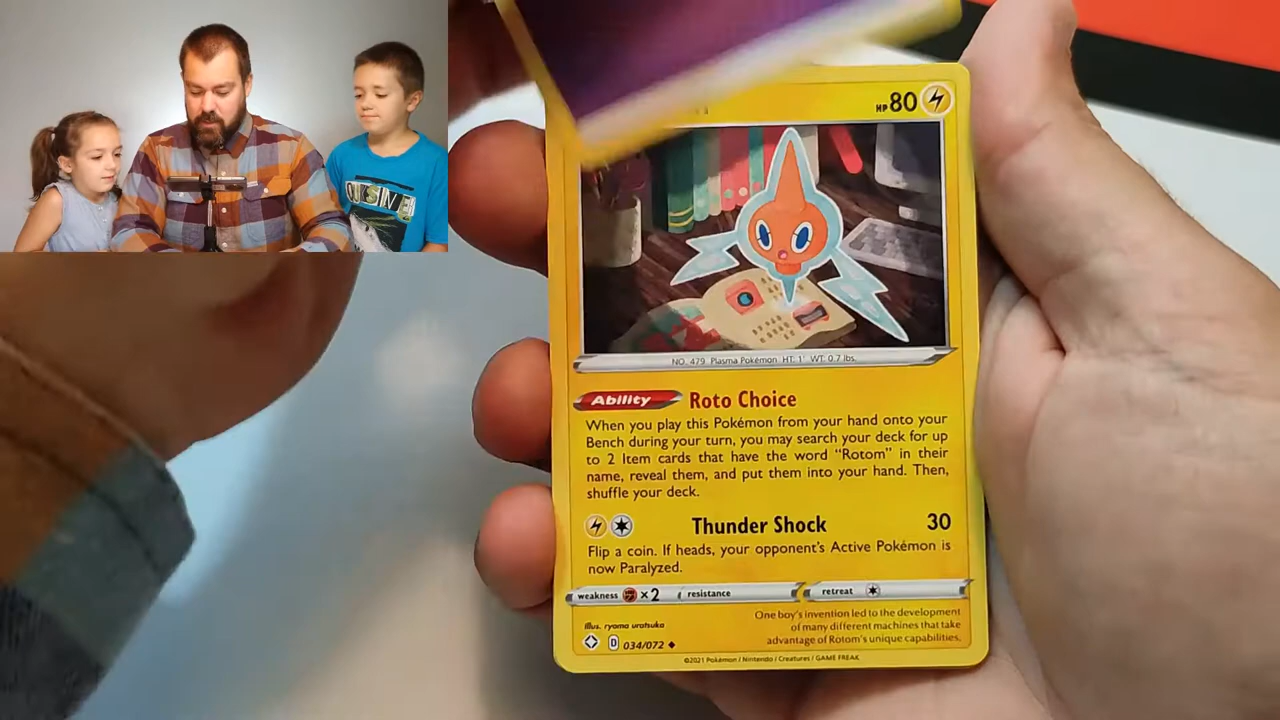 HP 80
NO. 479 Plasma Pokémon HT: 1' WT: 0.7 lbs.
Ability Roto Choice
When you play this Pokémon from your hand onto your
Bench during your turn, you may search your deck for up
to 2 Item cards that have the word “Rotom” in their
name, reveal them, and put them into your hand. Then,
shuffle your deck.
Thunder Shock 30
Flip a coin. If heads, your opponent's Active Pokémon is
now Paralyzed.
weakness ×2 resistance retreat
Illus. ryoma uratsuka
D 034/072
One boy's invention led to the development
of many different machines that take
advantage of Rotom's unique capabilities.
©2021 Pokémon / Nintendo / Creatures / GAME FREAK